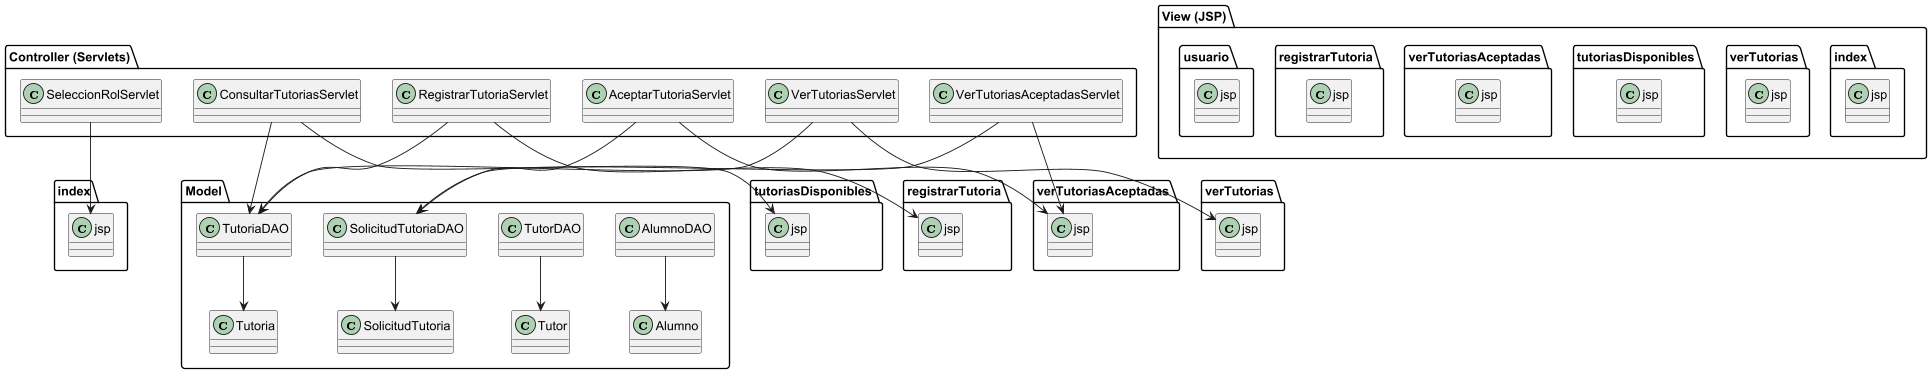 View (JSP)
Controller (Servlets)
usuario
registrarTutoria
verTutoriasAceptadas
tutoriasDisponibles
verTutorias
index
C SeleccionRolServlet
C ConsultarTutoriasServlet
C RegistrarTutoriaServlet
C AceptarTutoriaServlet
C VerTutoriasServlet
C VerTutoriasAceptadasServlet
C jsp
C jsp
C jsp
C jsp
C jsp
C jsp
index
Model
tutoriasDisponibles
registrarTutoria
verTutoriasAceptadas
verTutorias
C jsp
C TutoriaDAO
C SolicitudTutoriaDAO
C TutorDAO
C AlumnoDAO
C jsp
C jsp
C jsp
C jsp
C Tutoria
C SolicitudTutoria
C Tutor
C Alumno